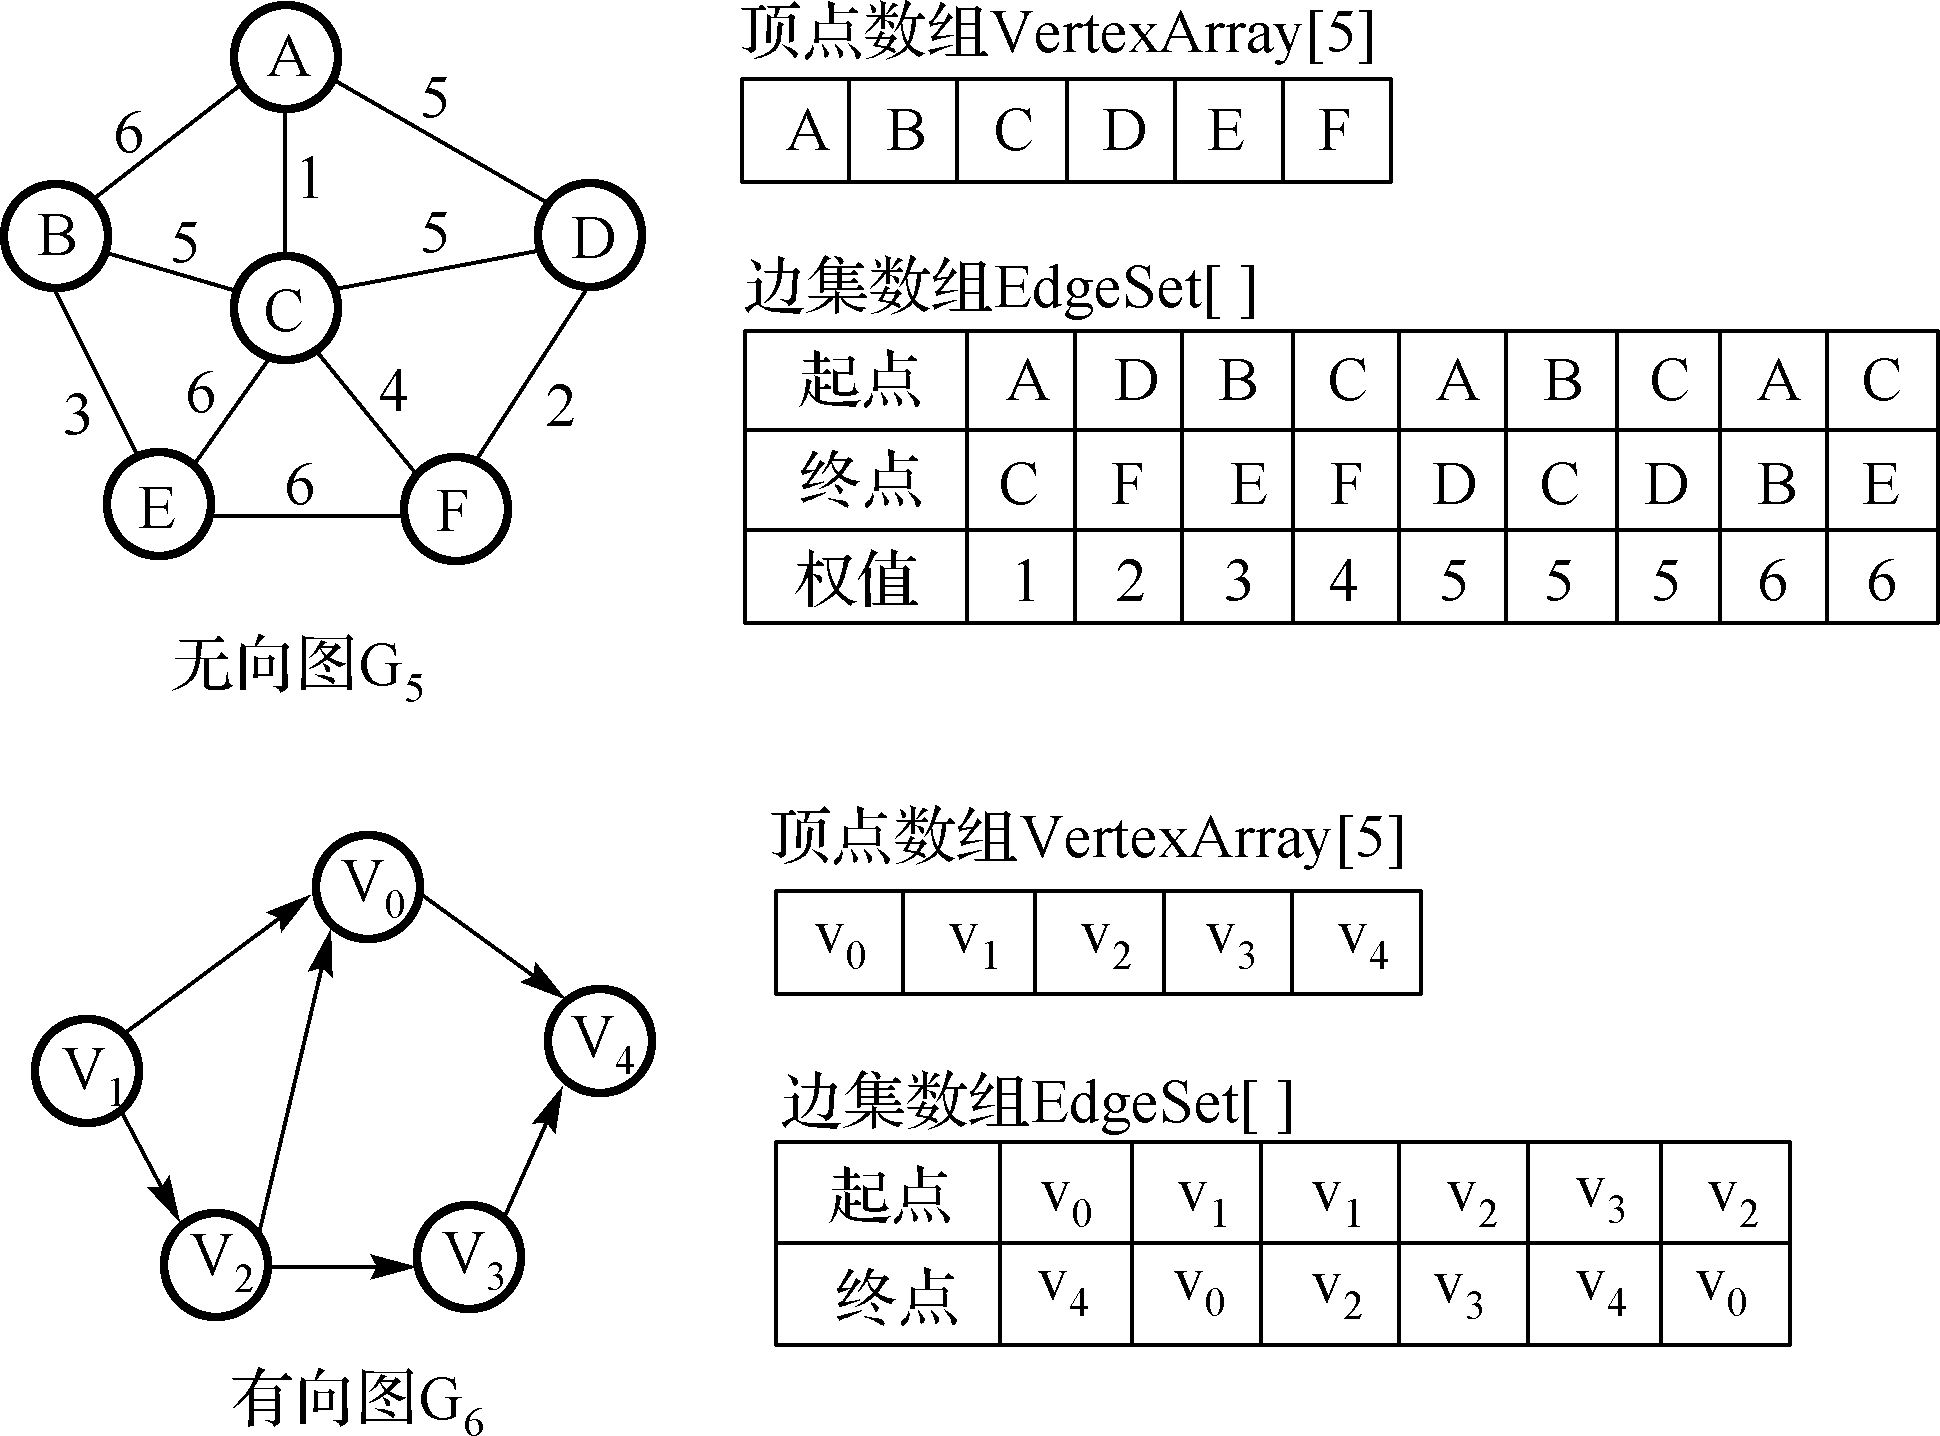 顶点数组VertexArray[5]
A B C D E F
A
6 5
1
B 5 5 D
C
3 6 4 2
E 6 F
无向图G₅
边集数组EdgeSet[ ]
起点 A D B C A B C A C
终点 C F E F D C D B E
权值 1 2 3 4 5 5 5 6 6
顶点数组VertexArray[5]
v₀ v₁ v₂ v₃ v₄
V₀
V₄
V₁
V₂ V₃
有向图G₆
边集数组EdgeSet[ ]
起点 v₀ v₁ v₁ v₂ v₃ v₂
终点 v₄ v₀ v₂ v₃ v₄ v₀